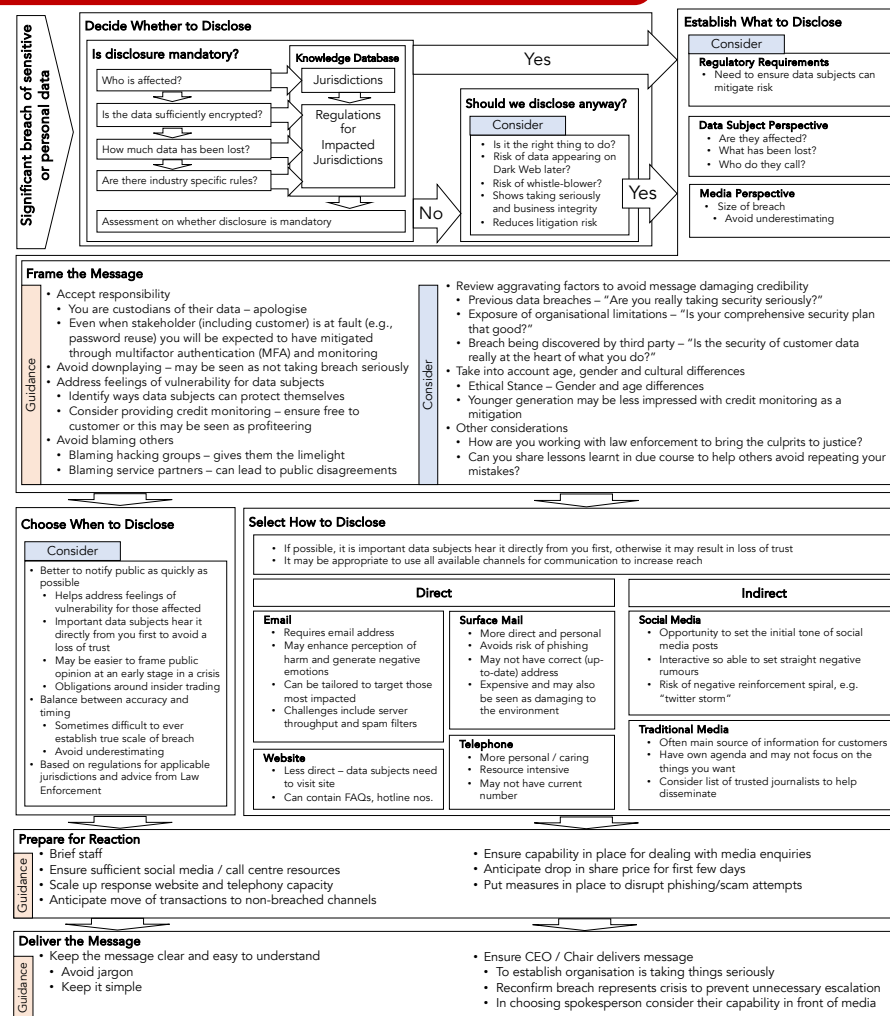 Significant breach of sensitive
or personal data
Decide Whether to Disclose
Is disclosure mandatory?
Who is affected?
Is the data sufficiently encrypted?
How much data has been lost?
Are there industry specific rules?
Assessment on whether disclosure is mandatory
Knowledge Database
Jurisdictions
Regulations
for
Impacted
Jurisdictions
Yes
No
Should we disclose anyway?
Consider
• Is it the right thing to do?
• Risk of data appearing on
Dark Web later?
• Risk of whistle-blower?
• Shows taking seriously
and business integrity
• Reduces litigation risk
Yes
Establish What to Disclose
Consider
Regulatory Requirements
• Need to ensure data subjects can
mitigate risk
Data Subject Perspective
• Are they affected?
• What has been lost?
• Who do they call?
Media Perspective
• Size of breach
• Avoid underestimating
Frame the Message
Guidance
• Accept responsibility
• You are custodians of their data – apologise
• Even when stakeholder (including customer) is at fault (e.g.,
password reuse) you will be expected to have mitigated
through multifactor authentication (MFA) and monitoring
• Avoid downplaying – may be seen as not taking breach seriously
• Address feelings of vulnerability for data subjects
• Identify ways data subjects can protect themselves
• Consider providing credit monitoring – ensure free to
customer or this may be seen as profiteering
• Avoid blaming others
• Blaming hacking groups – gives them the limelight
• Blaming service partners – can lead to public disagreements
Consider
• Review aggravating factors to avoid message damaging credibility
• Previous data breaches – “Are you really taking security seriously?”
• Exposure of organisational limitations – “Is your comprehensive security plan
that good?”
• Breach being discovered by third party – “Is the security of customer data
really at the heart of what you do?”
• Take into account age, gender and cultural differences
• Ethical Stance – Gender and age differences
• Younger generation may be less impressed with credit monitoring as a
mitigation
• Other considerations
• How are you working with law enforcement to bring the culprits to justice?
• Can you share lessons learnt in due course to help others avoid repeating your
mistakes?
Choose When to Disclose
Consider
• Better to notify public as quickly as
possible
• Helps address feelings of
vulnerability for those affected
• Important data subjects hear it
directly from you first to avoid a
loss of trust
• May be easier to frame public
opinion at an early stage in a crisis
• Obligations around insider trading
• Balance between accuracy and
timing
• Sometimes difficult to ever
establish true scale of breach
• Avoid underestimating
• Based on regulations for applicable
jurisdictions and advice from Law
Enforcement
Select How to Disclose
• If possible, it is important data subjects hear it directly from you first, otherwise it may result in loss of trust
• It may be appropriate to use all available channels for communication to increase reach
Direct
Email
• Requires email address
• May enhance perception of
harm and generate negative
emotions
• Can be tailored to target those
most impacted
• Challenges include server
throughput and spam filters
Website
• Less direct – data subjects need
to visit site
• Can contain FAQs, hotline nos.
Surface Mail
• More direct and personal
• Avoids risk of phishing
• May not have correct (up-
to-date) address
• Expensive and may also
be seen as damaging to
the environment
Telephone
• More personal / caring
• Resource intensive
• May not have current
number
Indirect
Social Media
• Opportunity to set the initial tone of social
media posts
• Interactive so able to set straight negative
rumours
• Risk of negative reinforcement spiral, e.g.
“twitter storm”
Traditional Media
• Often main source of information for customers
• Have own agenda and may not focus on the
things you want
• Consider list of trusted journalists to help
disseminate
Prepare for Reaction
Guidance
• Brief staff
• Ensure sufficient social media / call centre resources
• Scale up response website and telephony capacity
• Anticipate move of transactions to non-breached channels
• Ensure capability in place for dealing with media enquiries
• Anticipate drop in share price for first few days
• Put measures in place to disrupt phishing/scam attempts
Deliver the Message
Guidance
• Keep the message clear and easy to understand
• Avoid jargon
• Keep it simple
• Ensure CEO / Chair delivers message
• To establish organisation is taking things seriously
• Reconfirm breach represents crisis to prevent unnecessary escalation
• In choosing spokesperson consider their capability in front of media